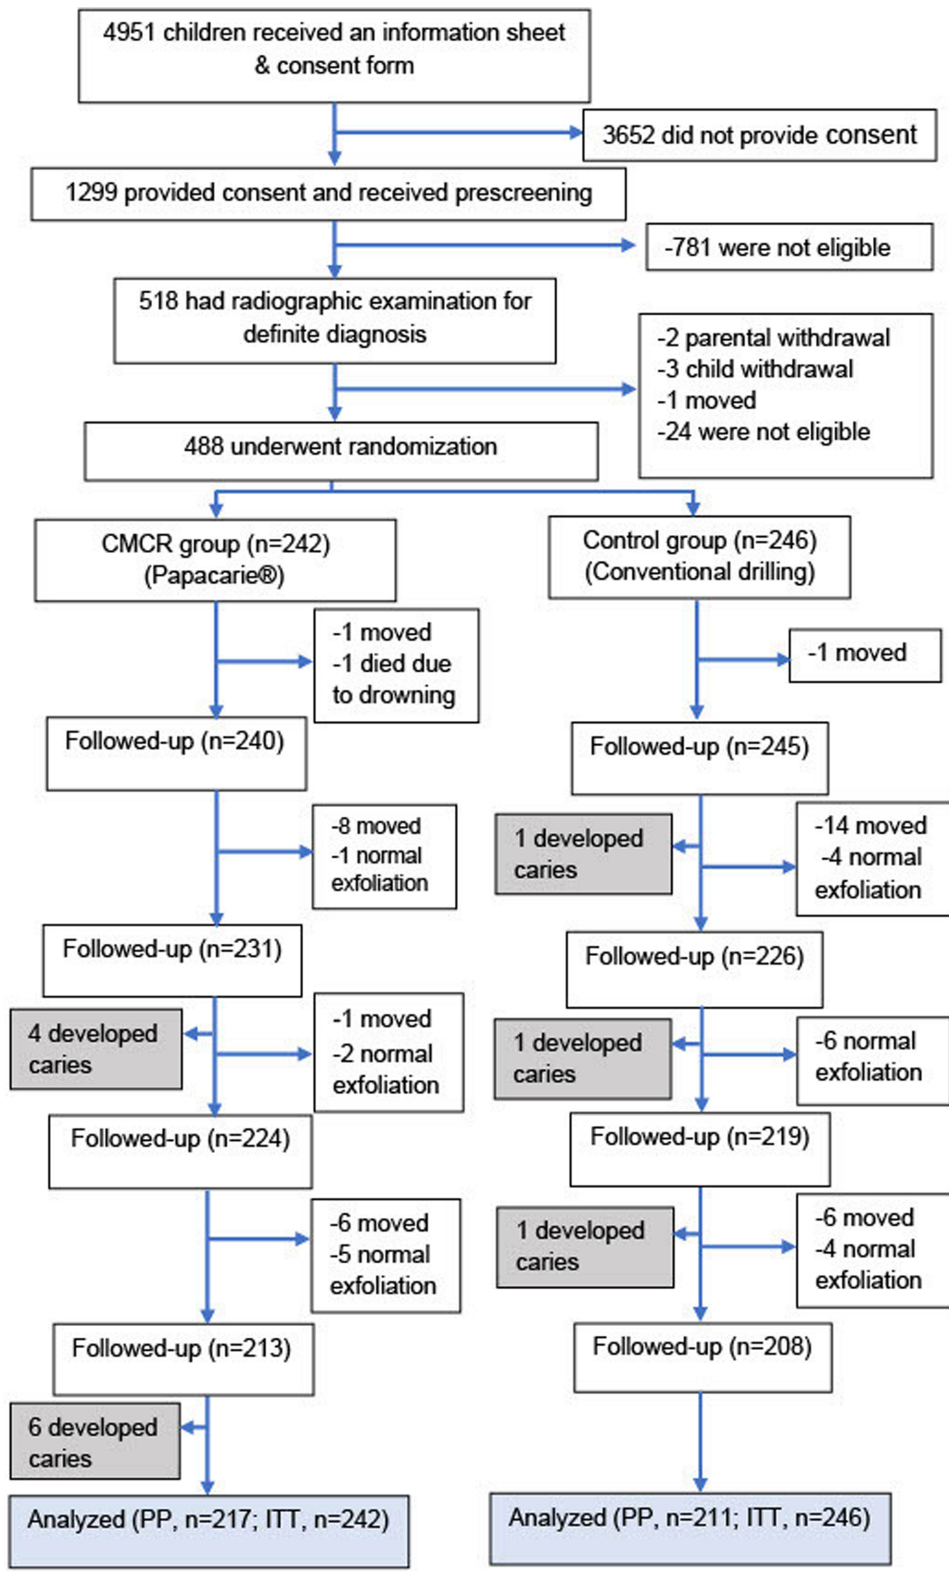 4951 children received an information sheet
& consent form
3652 did not provide consent
1299 provided consent and received prescreening
-781 were not eligible
518 had radiographic examination for
definite diagnosis
-2 parental withdrawal
-3 child withdrawal
-1 moved
-24 were not eligible
488 underwent randomization
CMCR group (n=242)
(Papacarie®)
Control group (n=246)
(Conventional drilling)
-1 moved
-1 died due
to drowning
-1 moved
Followed-up (n=240)
Followed-up (n=245)
-8 moved
-1 normal
exfoliation
1 developed
caries
-14 moved
-4 normal
exfoliation
Followed-up (n=231)
Followed-up (n=226)
4 developed
caries
-1 moved
-2 normal
exfoliation
1 developed
caries
-6 normal
exfoliation
Followed-up (n=224)
Followed-up (n=219)
-6 moved
-5 normal
exfoliation
1 developed
caries
-6 moved
-4 normal
exfoliation
Followed-up (n=213)
Followed-up (n=208)
6 developed
caries
Analyzed (PP, n=217; ITT, n=242)
Analyzed (PP, n=211; ITT, n=246)